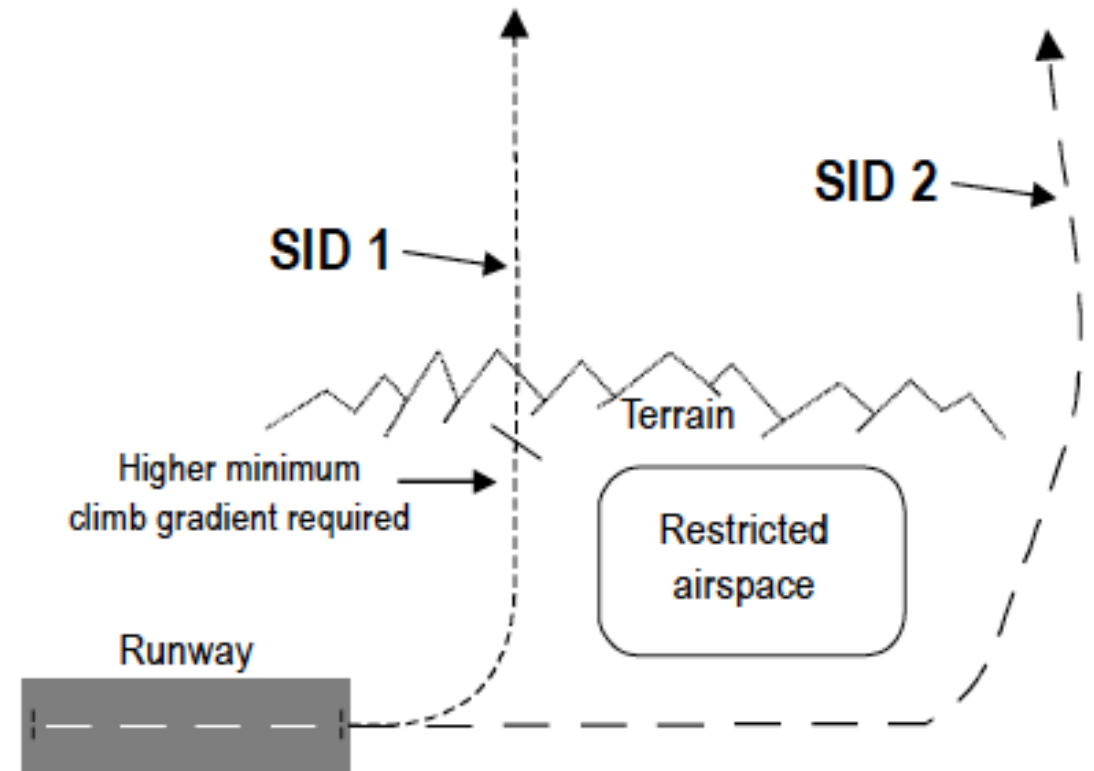 SID 2
SID 1
Terrain
Higher minimum
climb gradient required
Restricted
airspace
Runway